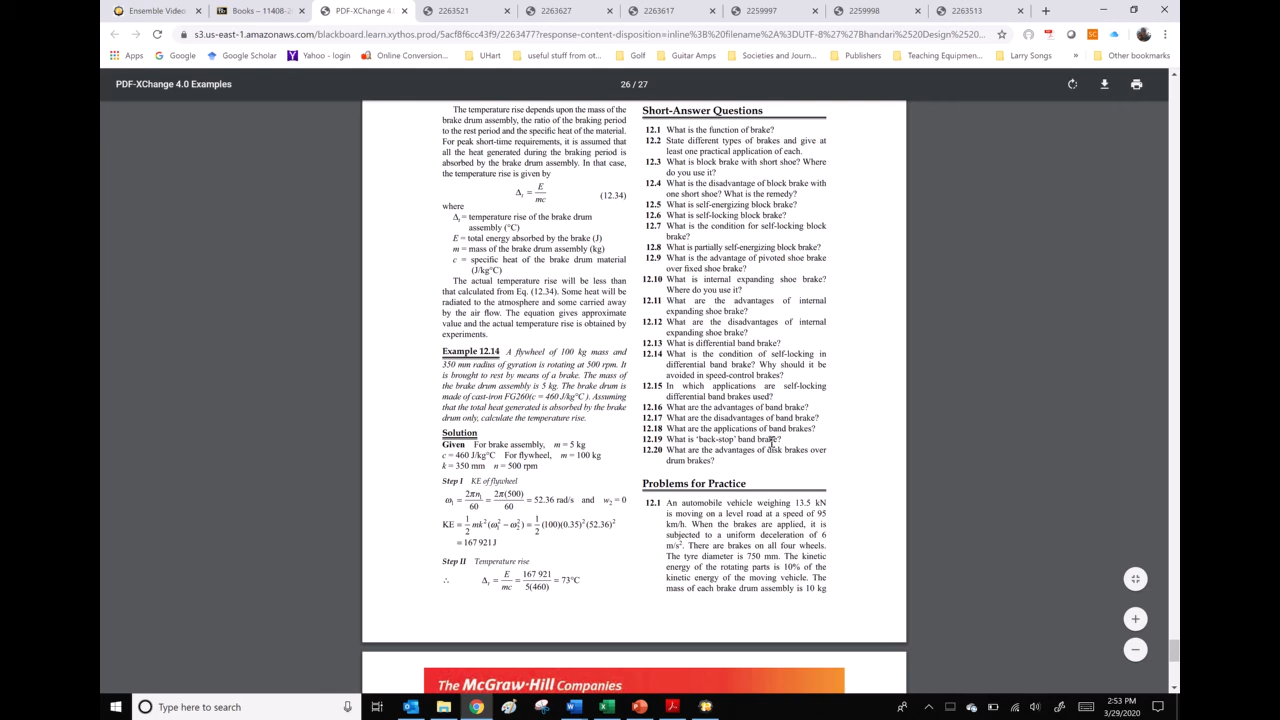 Ensemble Video
Books – 11408-2
PDF-XChange 4.
2263521
2263627
2263617
2259997
2259998
2263513
s3.us-east-1.amazonaws.com/blackboard.learn.xythos.prod/5acf8f6cc43f9/2263477?response-content-disposition=inline%3B%20filename%2A%3DUTF-8%27%27Bhandari%2520Design%2520...
Apps
Google
Google Scholar
Yahoo - login
Online Conversion...
UHart
useful stuff from ot...
Golf
Guitar Amps
Societies and Journ...
Publishers
Teaching Equipmen...
Larry Songs
»
Other bookmarks
PDF-XChange 4.0 Examples
26 / 27
The temperature rise depends upon the mass of the
brake drum assembly, the ratio of the braking period
to the rest period and the specific heat of the material.
For peak short-time requirements, it is assumed that
all the heat generated during the braking period is
absorbed by the brake drum assembly. In that case,
the temperature rise is given by
Δt = E/mc (12.34)
where
Δt = temperature rise of the brake drum
assembly (°C)
E = total energy absorbed by the brake (J)
m = mass of the brake drum assembly (kg)
c = specific heat of the brake drum material
(J/kg°C)
The actual temperature rise will be less than
that calculated from Eq. (12.34). Some heat will be
radiated to the atmosphere and some carried away
by the air flow. The equation gives approximate
value and the actual temperature rise is obtained by
experiments.
Example 12.14 A flywheel of 100 kg mass and
350 mm radius of gyration is rotating at 500 rpm. It
is brought to rest by means of a brake. The mass of
the brake drum assembly is 5 kg. The brake drum is
made of cast-iron FG260(c = 460 J/kg°C). Assuming
that the total heat generated is absorbed by the brake
drum only, calculate the temperature rise.
Solution
Given For brake assembly, m = 5 kg
c = 460 J/kg°C For flywheel, m = 100 kg
k = 350 mm n = 500 rpm
Step I KE of flywheel
ω1 = 2πn1/60 = 2π(500)/60 = 52.36 rad/s and w2 = 0
KE = 1/2 mk²(ω1² − ω2²) = 1/2 (100)(0.35)²(52.36)²
= 167 921 J
Step II Temperature rise
∴ Δt = E/mc = 167 921/5(460) = 73°C
Short-Answer Questions
12.1 What is the function of brake?
12.2 State different types of brakes and give at
least one practical application of each.
12.3 What is block brake with short shoe? Where
do you use it?
12.4 What is the disadvantage of block brake with
one short shoe? What is the remedy?
12.5 What is self-energizing block brake?
12.6 What is self-locking block brake?
12.7 What is the condition for self-locking block
brake?
12.8 What is partially self-energizing block brake?
12.9 What is the advantage of pivoted shoe brake
over fixed shoe brake?
12.10 What is internal expanding shoe brake?
Where do you use it?
12.11 What are the advantages of internal
expanding shoe brake?
12.12 What are the disadvantages of internal
expanding shoe brake?
12.13 What is differential band brake?
12.14 What is the condition of self-locking in
differential band brake? Why should it be
avoided in speed-control brakes?
12.15 In which applications are self-locking
differential band brakes used?
12.16 What are the advantages of band brake?
12.17 What are the disadvantages of band brake?
12.18 What are the applications of band brakes?
12.19 What is ‘back-stop’ band brake?
12.20 What are the advantages of disk brakes over
drum brakes?
Problems for Practice
12.1 An automobile vehicle weighing 13.5 kN
is moving on a level road at a speed of 95
km/h. When the brakes are applied, it is
subjected to a uniform deceleration of 6
m/s². There are brakes on all four wheels.
The tyre diameter is 750 mm. The kinetic
energy of the rotating parts is 10% of the
kinetic energy of the moving vehicle. The
mass of each brake drum assembly is 10 kg
The McGraw·Hill Companies
Type here to search
2:53 PM
3/29/2020